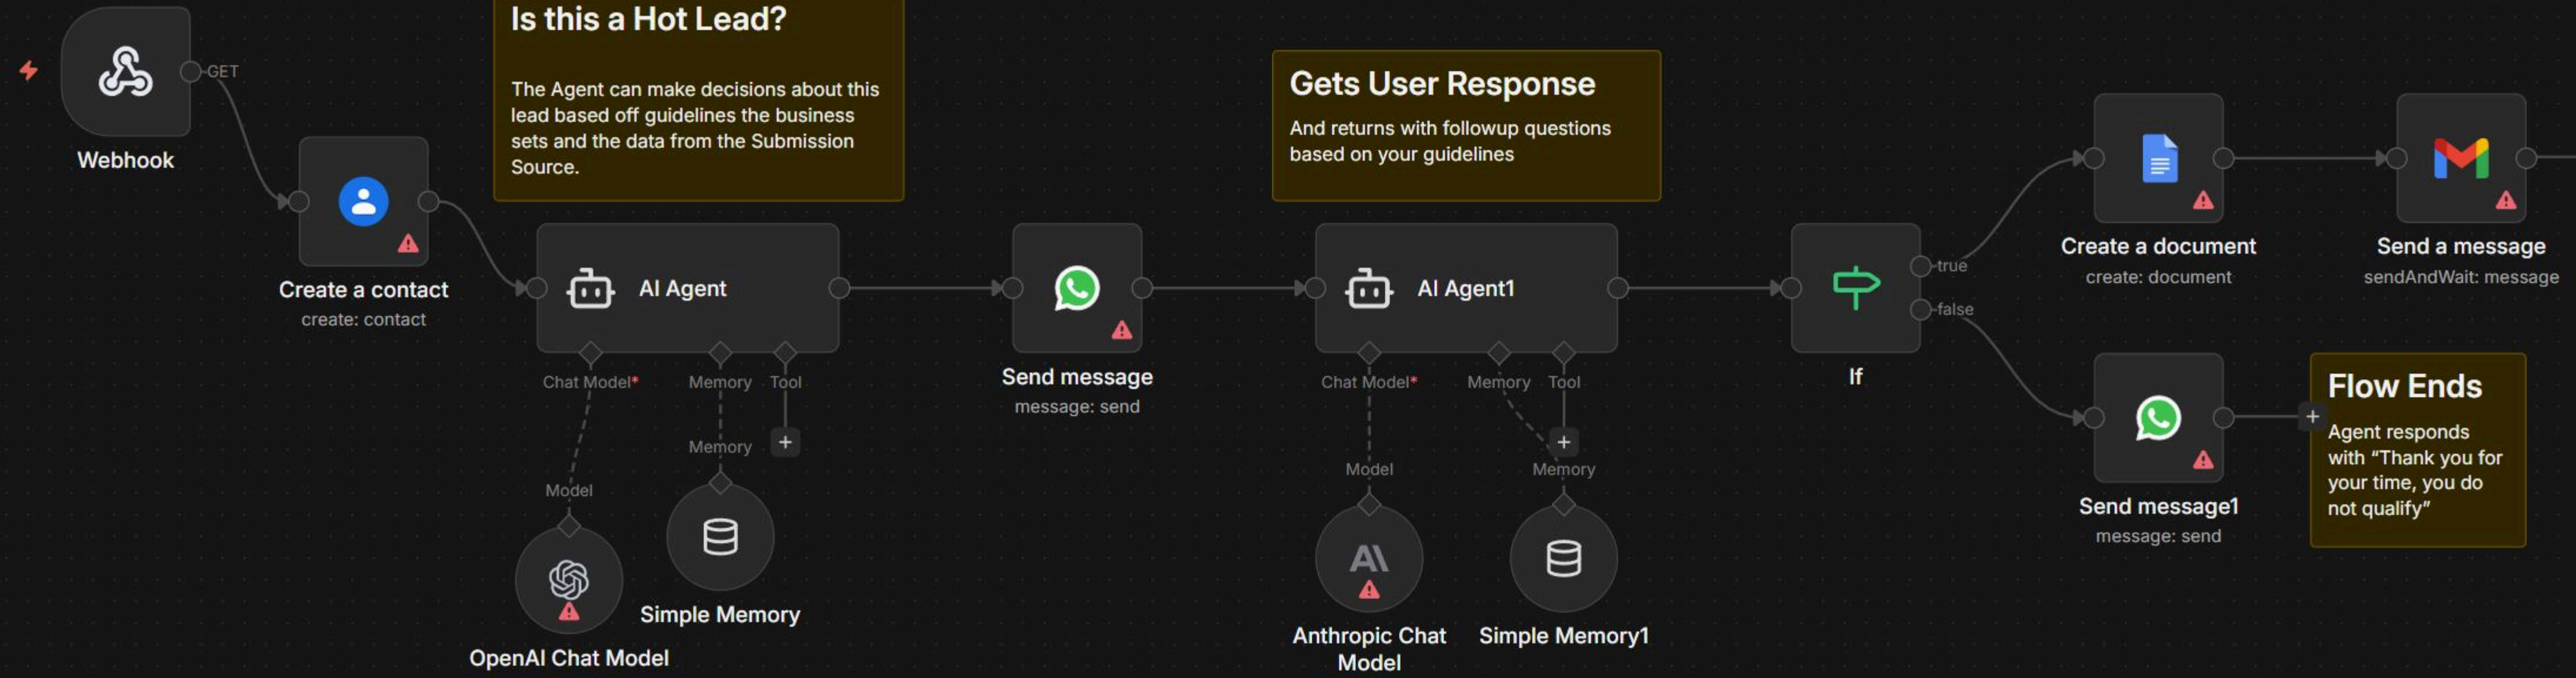 Is this a Hot Lead?
The Agent can make decisions about this
lead based off guidelines the business
sets and the data from the Submission
Source.
Gets User Response
And returns with followup questions
based on your guidelines
GET
Webhook
Create a contact
create: contact
AI Agent
Chat Model*
Memory
Tool
Memory
Model
Simple Memory
OpenAI Chat Model
Send message
message: send
AI Agent1
Chat Model*
Memory
Tool
Model
Memory
Anthropic Chat
Model
Simple Memory1
If
true
false
Create a document
create: document
Send a message
sendAndWait: message
Send message1
message: send
Flow Ends
Agent responds
with “Thank you for
your time, you do
not qualify”